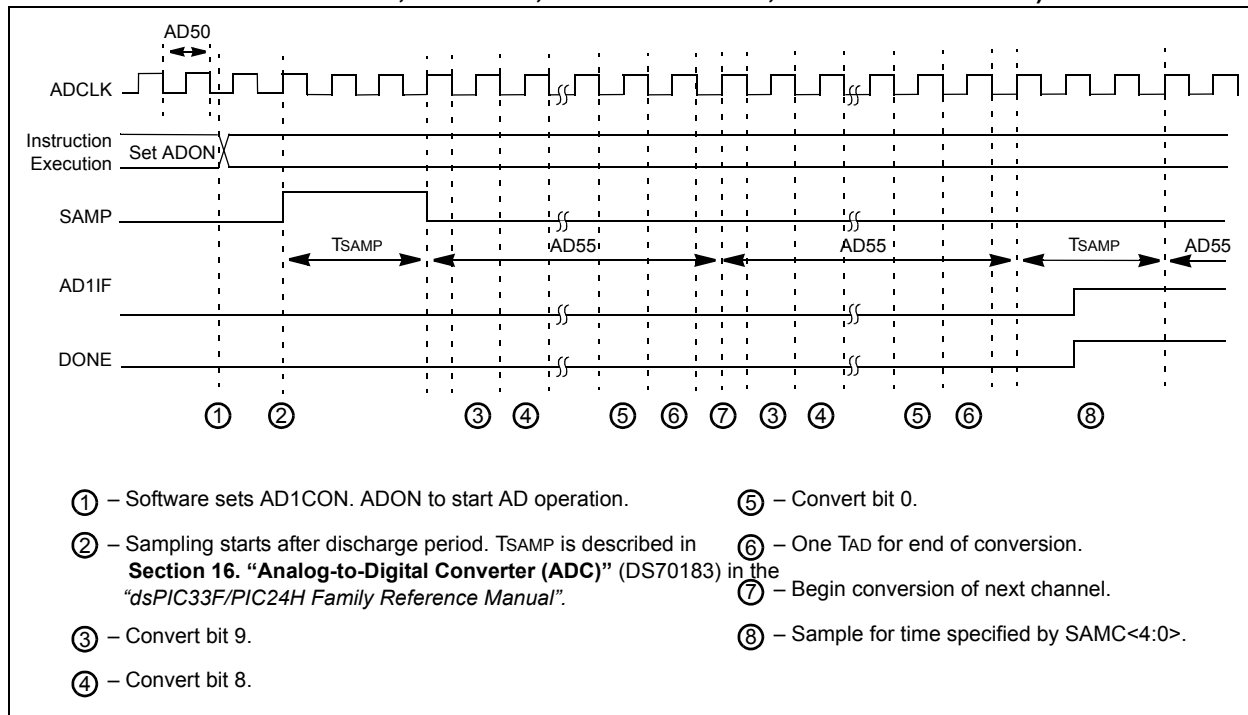 AD50
ADCLK
Instruction
Execution
Set ADON
SAMP
TSAMP
AD55
AD55
TSAMP
AD55
AD1IF
DONE
1 2 3 4 5 6 7 3 4 5 6 8
1 – Software sets AD1CON. ADON to start AD operation.
2 – Sampling starts after discharge period. TSAMP is described in
Section 16. “Analog-to-Digital Converter (ADC)” (DS70183) in the
“dsPIC33F/PIC24H Family Reference Manual”.
3 – Convert bit 9.
4 – Convert bit 8.
5 – Convert bit 0.
6 – One TAD for end of conversion.
7 – Begin conversion of next channel.
8 – Sample for time specified by SAMC<4:0>.